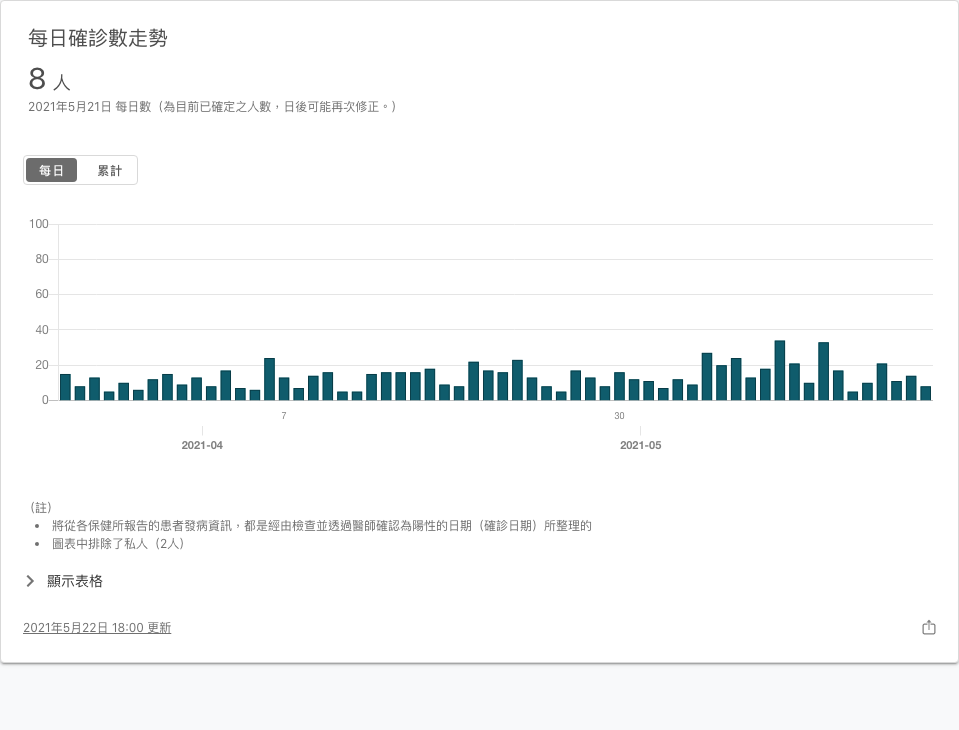 每日確診數走勢
8 人
2021年5月21日 每日數（為目前已確定之人數，日後可能再次修正。）
每日 累計
100
80
60
40
20
0
7 30
2021-04 2021-05
（註）
• 將從各保健所報告的患者發病資訊，都是經由檢查並透過醫師確認為陽性的日期（確診日期）所整理的
• 圖表中排除了私人（2人）
顯示表格
2021年5月22日 18:00 更新